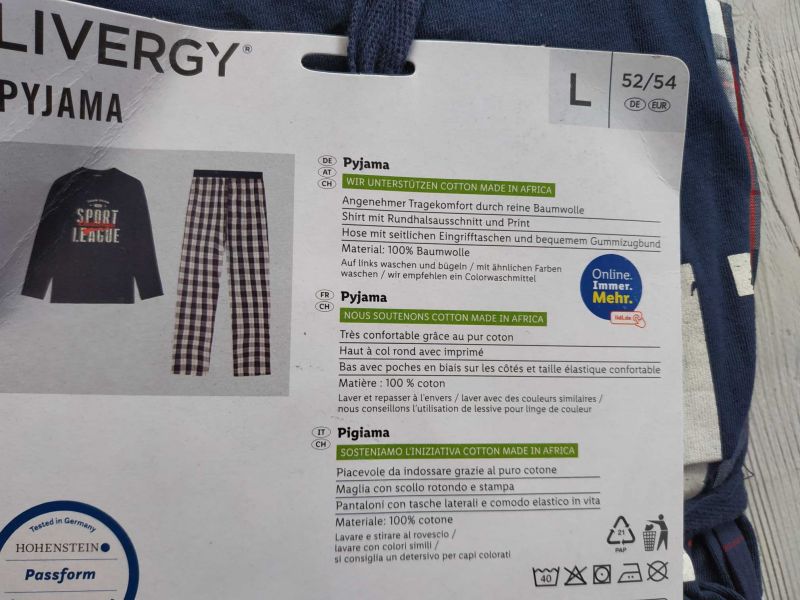 LIVERGY®
PYJAMA
L
52/54
DE EUR
SPORT
LEAGUE
DE
AT
CH
Pyjama
WIR UNTERSTÜTZEN COTTON MADE IN AFRICA
Angenehmer Tragekomfort durch reine Baumwolle
Shirt mit Rundhalsausschnitt und Print
Hose mit seitlichen Eingrifftaschen und bequemem Gummizugbund
Material: 100% Baumwolle
Auf links waschen und bügeln / mit ähnlichen Farben
waschen / wir empfehlen ein Colorwaschmittel
Online.
Immer.
Mehr.
lidl.de
FR
CH
Pyjama
NOUS SOUTENONS COTTON MADE IN AFRICA
Très confortable grâce au pur coton
Haut à col rond avec imprimé
Bas avec poches en biais sur les côtés et taille élastique confortable
Matière : 100 % coton
Laver et repasser à l'envers / laver avec des couleurs similaires /
nous conseillons l'utilisation de lessive pour linge de couleur
IT
CH
Pigiama
SOSTENIAMO L'INIZIATIVA COTTON MADE IN AFRICA
Piacevole da indossare grazie al puro cotone
Maglia con scollo rotondo e stampa
Pantaloni con tasche laterali e comodo elastico in vita
Materiale: 100% cotone
Lavare e stirare al rovescio /
lavare con colori simili /
si consiglia un detersivo per capi colorati
21
PAP
40
Tested in Germany
HOHENSTEIN
Passform